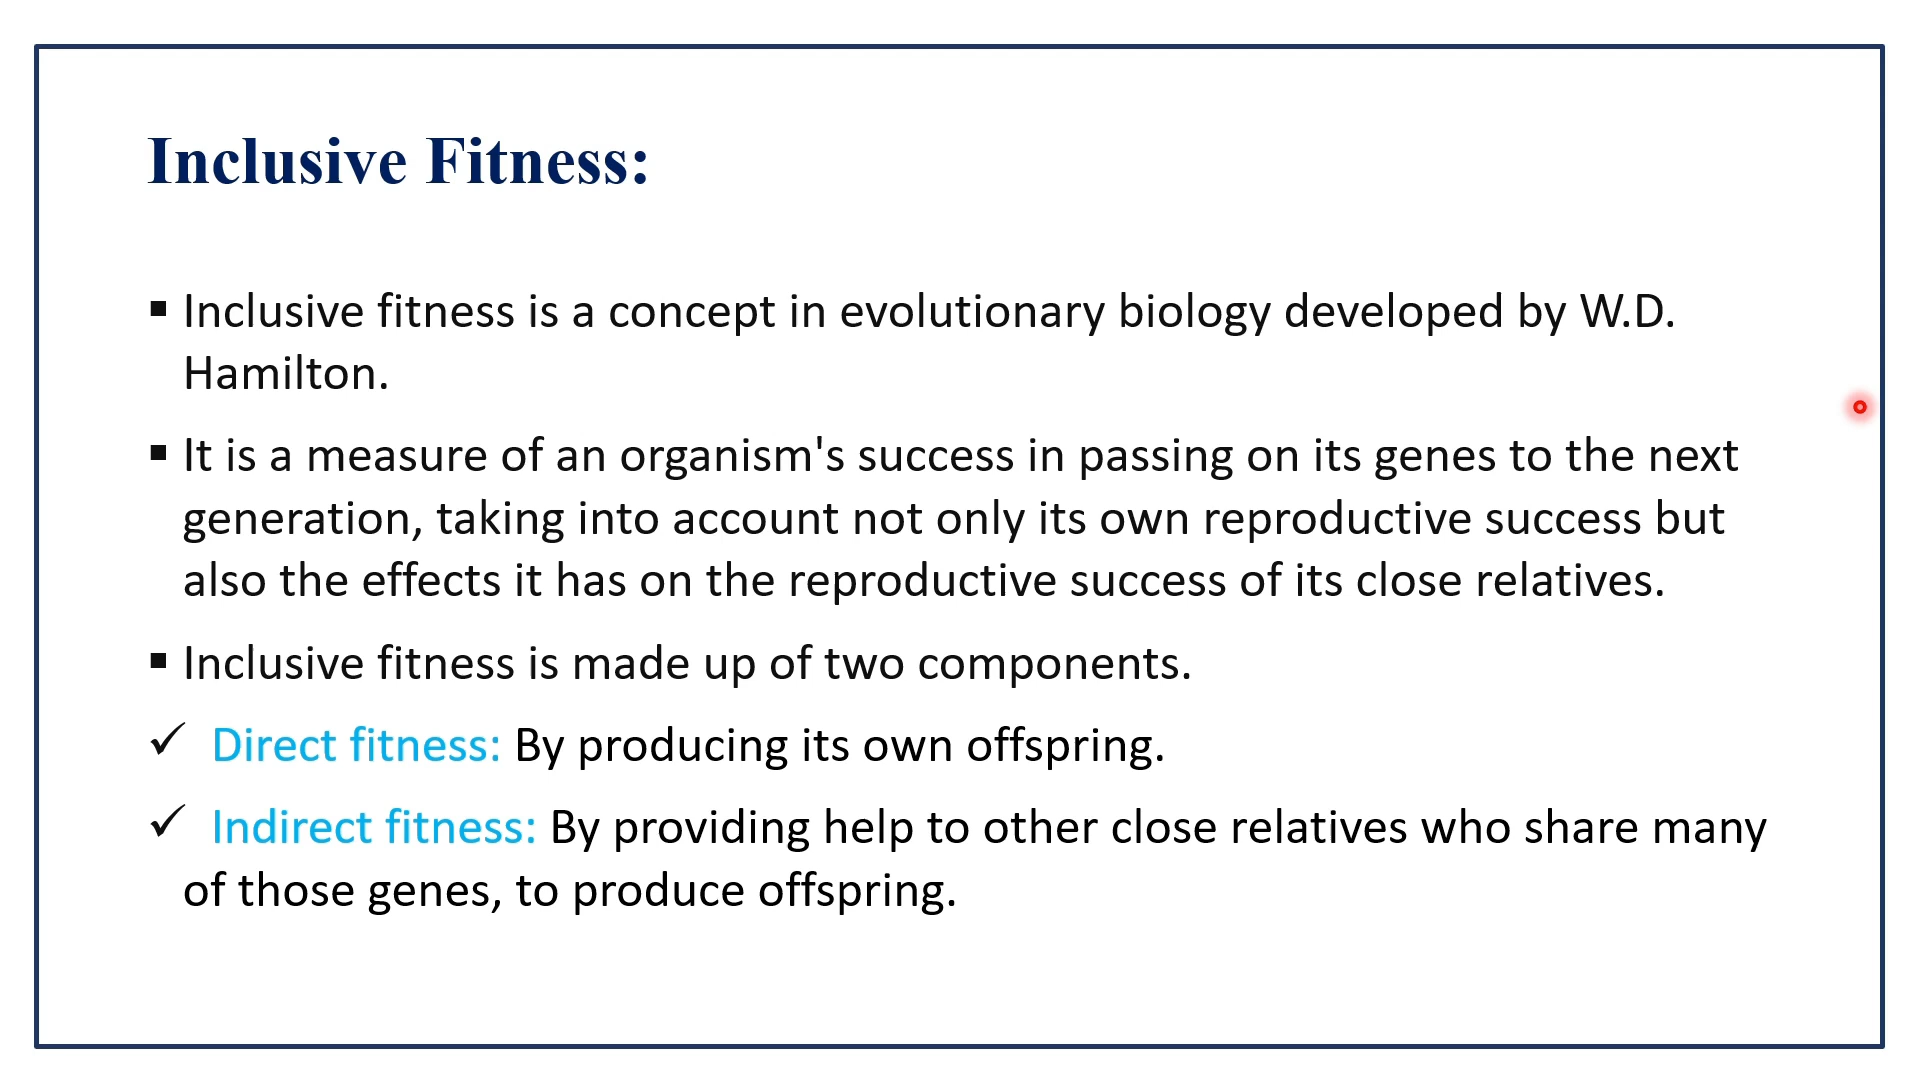 Inclusive Fitness:
▪ Inclusive fitness is a concept in evolutionary biology developed by W.D.
Hamilton.
▪ It is a measure of an organism's success in passing on its genes to the next
generation, taking into account not only its own reproductive success but
also the effects it has on the reproductive success of its close relatives.
▪ Inclusive fitness is made up of two components.
✓ Direct fitness: By producing its own offspring.
✓ Indirect fitness: By providing help to other close relatives who share many
of those genes, to produce offspring.